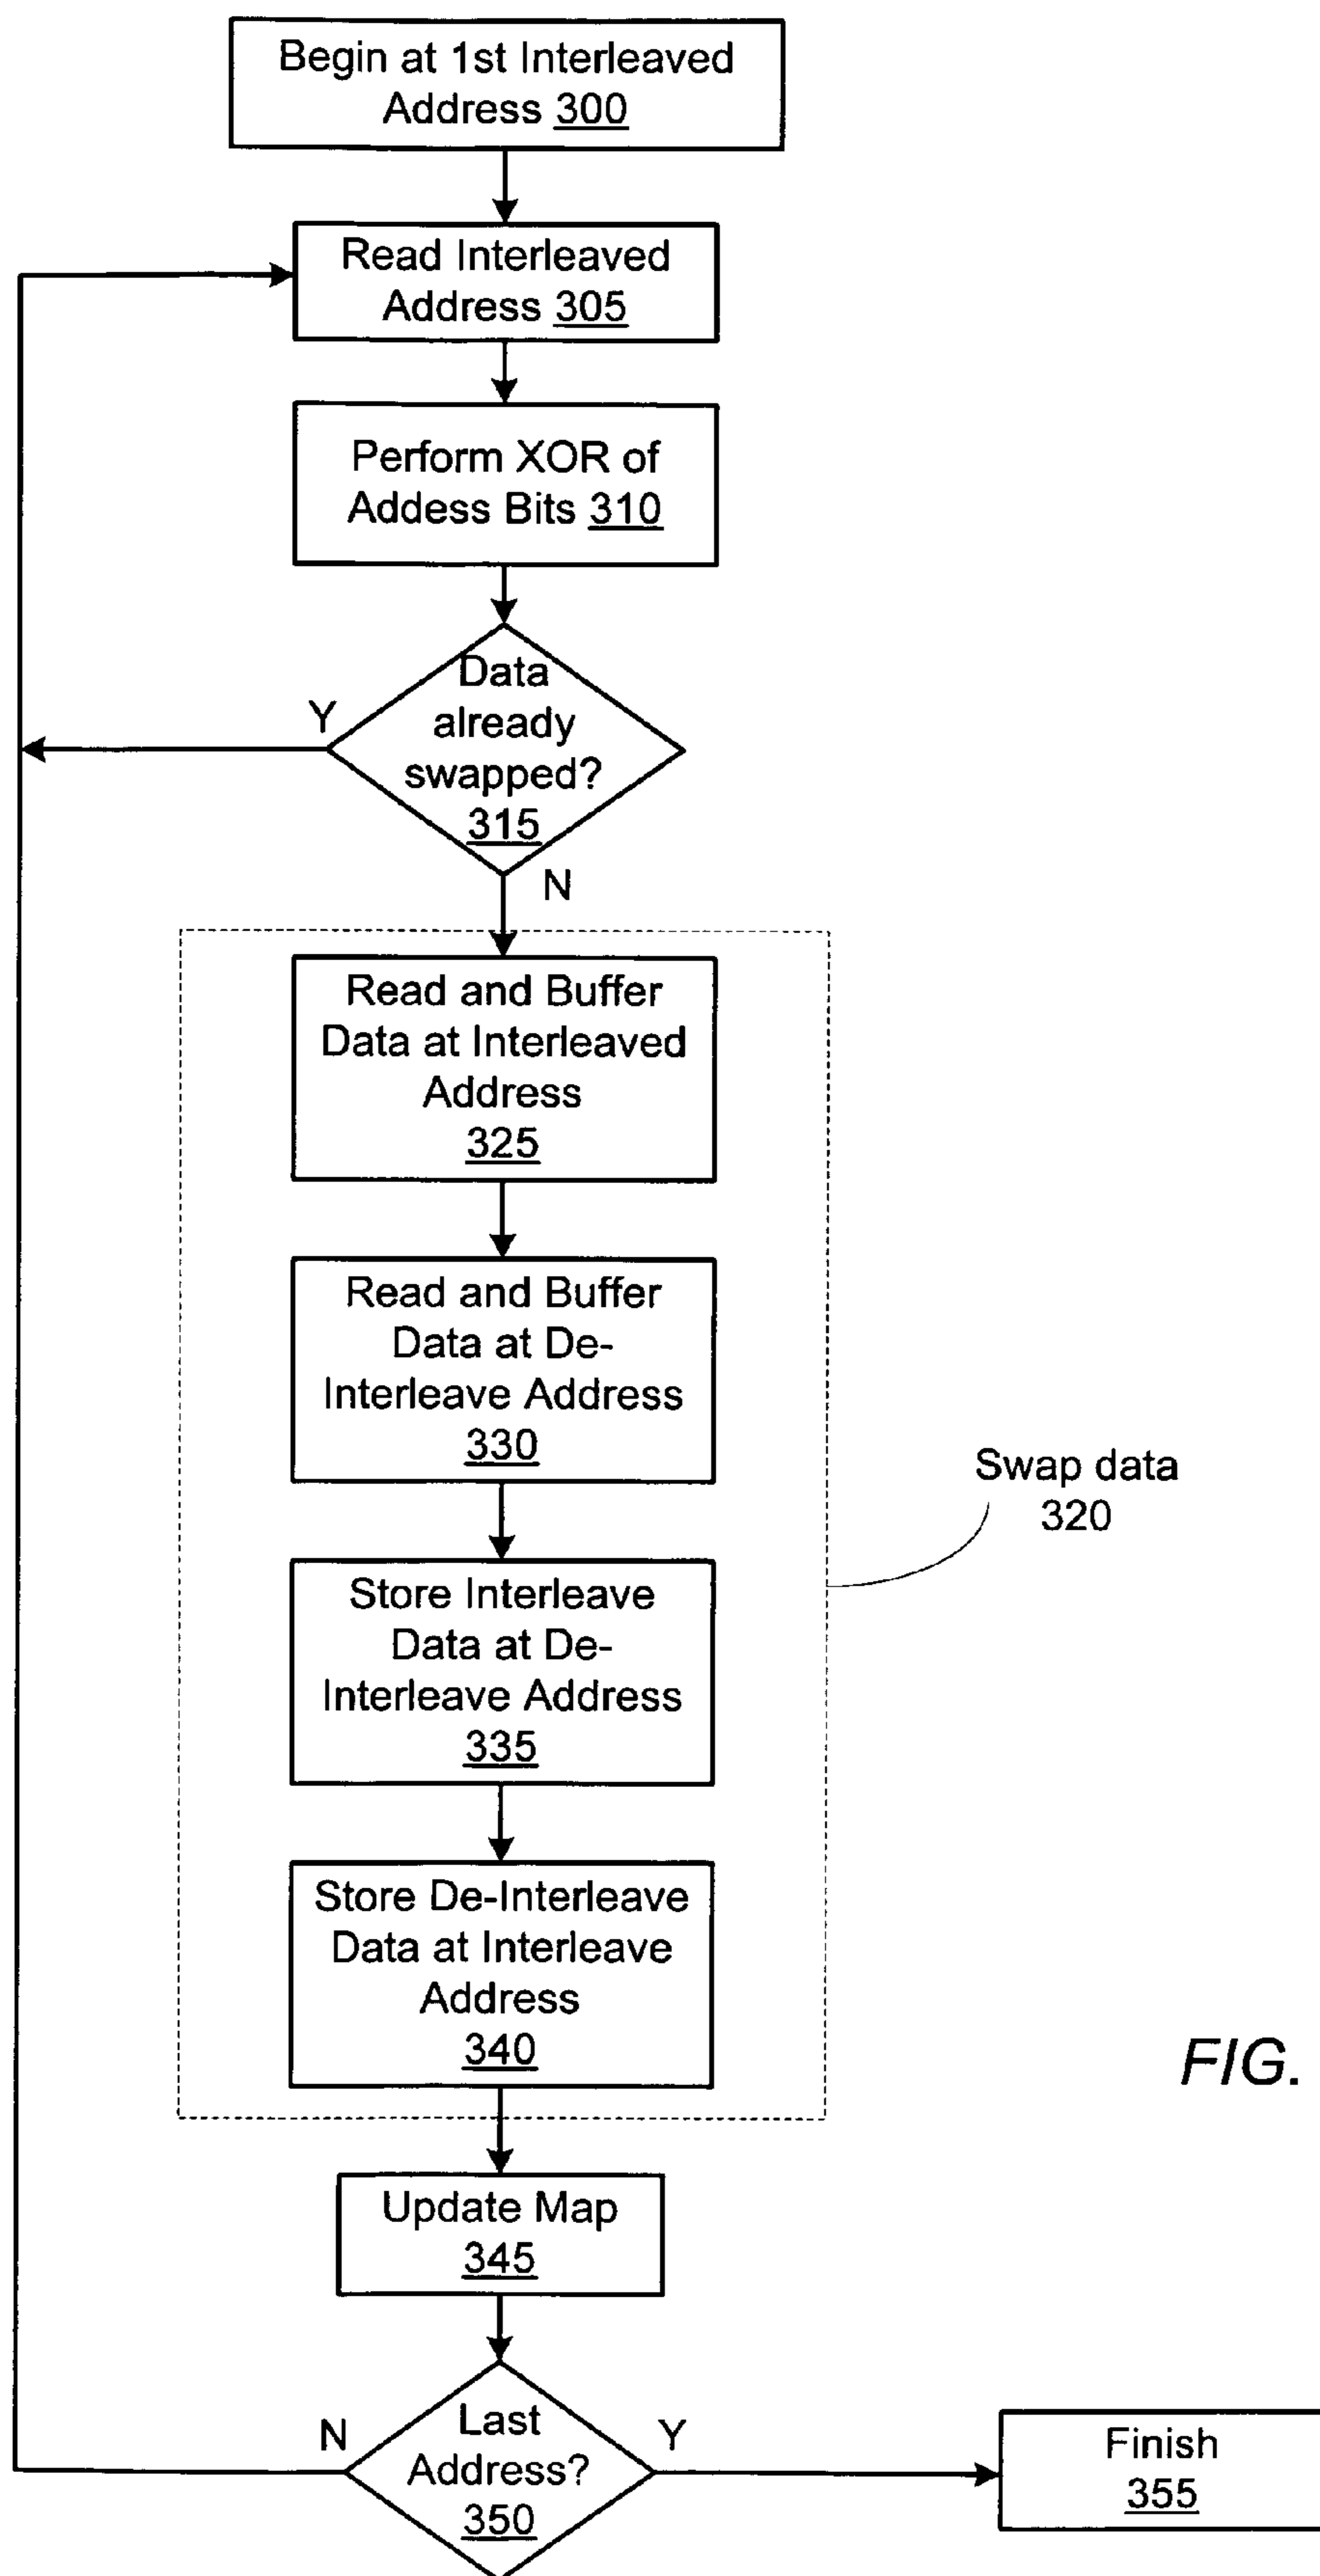 Begin at 1st Interleaved
Address 300
Read Interleaved
Address 305
Perform XOR of
Addess Bits 310
Data
already
swapped?
315
Y
N
Read and Buffer
Data at Interleaved
Address
325
Read and Buffer
Data at De-
Interleave Address
330
Swap data
320
Store Interleave
Data at De-
Interleave Address
335
Store De-Interleave
Data at Interleave
Address
340
FIG.
Update Map
345
Last
Address?
350
N
Y
Finish
355